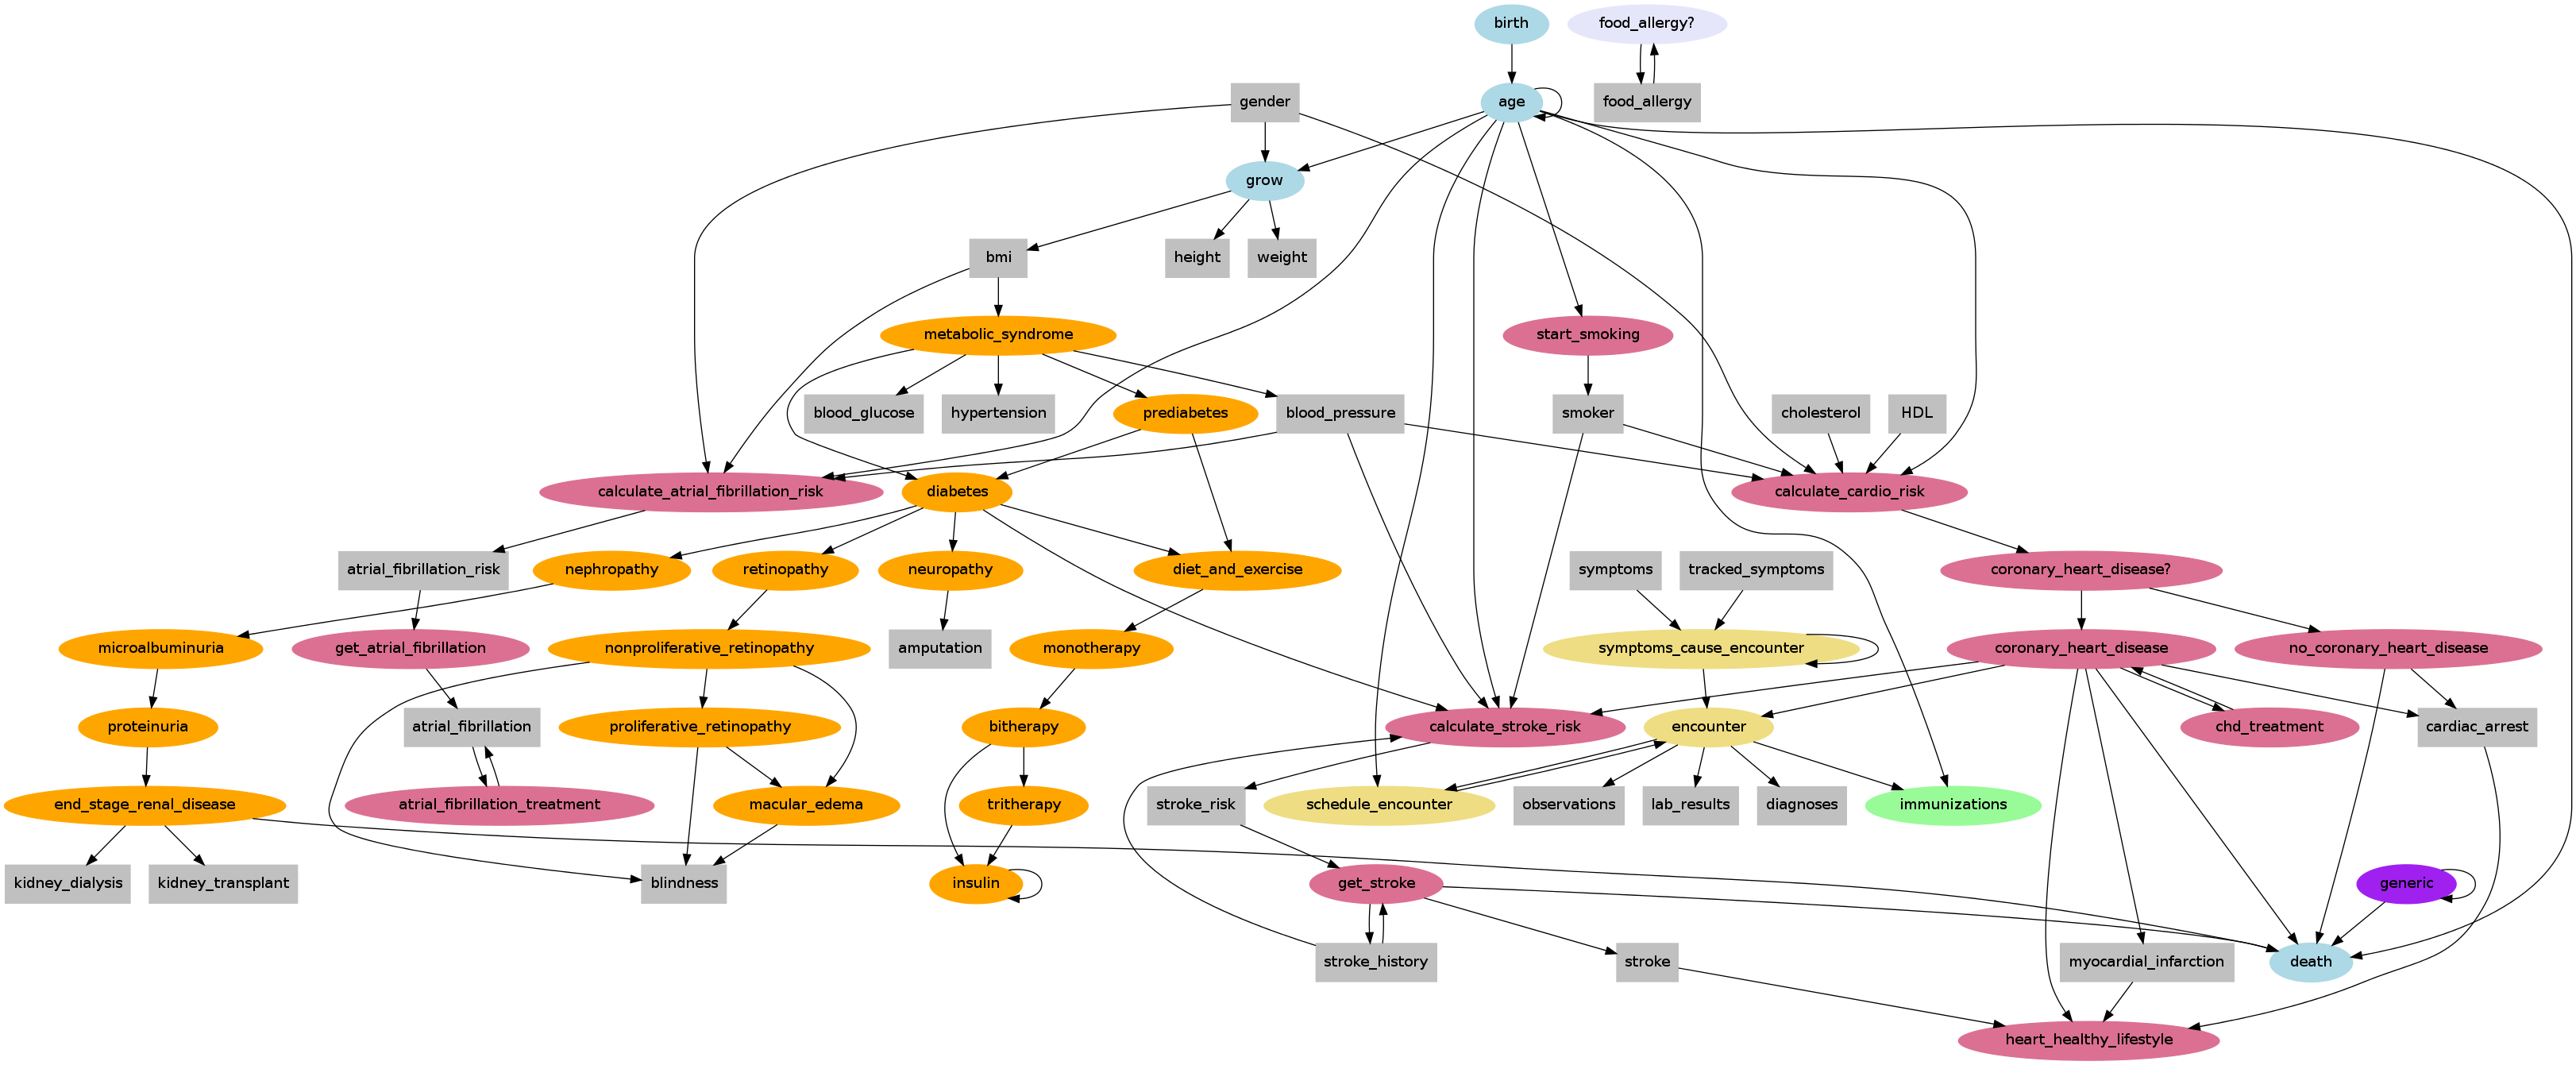 birth
food_allergy?
gender
age
food_allergy
grow
bmi
height
weight
metabolic_syndrome
start_smoking
blood_glucose
hypertension
prediabetes
blood_pressure
smoker
cholesterol
HDL
calculate_atrial_fibrillation_risk
diabetes
calculate_cardio_risk
atrial_fibrillation_risk
nephropathy
retinopathy
neuropathy
diet_and_exercise
symptoms
tracked_symptoms
coronary_heart_disease?
microalbuminuria
get_atrial_fibrillation
nonproliferative_retinopathy
amputation
monotherapy
symptoms_cause_encounter
coronary_heart_disease
no_coronary_heart_disease
proteinuria
atrial_fibrillation
proliferative_retinopathy
bitherapy
calculate_stroke_risk
encounter
chd_treatment
cardiac_arrest
end_stage_renal_disease
atrial_fibrillation_treatment
macular_edema
tritherapy
stroke_risk
schedule_encounter
observations
lab_results
diagnoses
immunizations
kidney_dialysis
kidney_transplant
blindness
insulin
get_stroke
generic
stroke_history
stroke
myocardial_infarction
death
heart_healthy_lifestyle